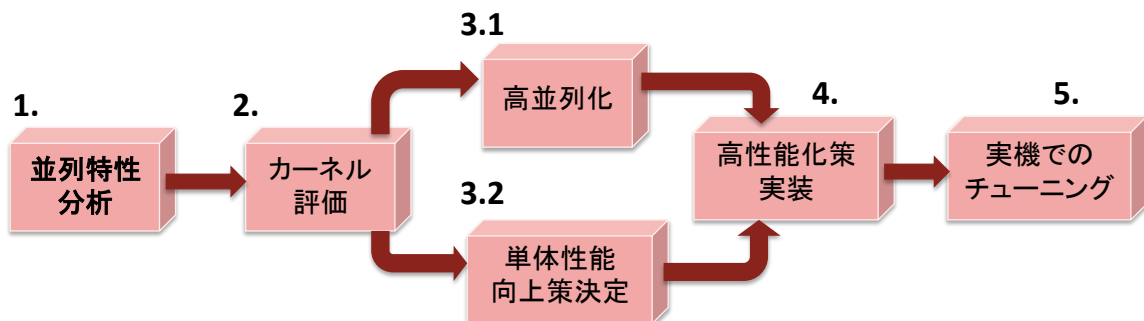 1.
並列特性
分析
2.
カーネル
評価
3.1
高並列化
3.2
単体性能
向上策決定
4.
高性能化策
実装
5.
実機での
チューニング